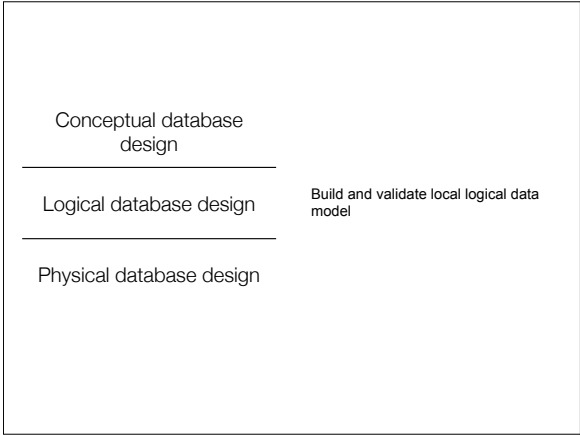 Conceptual database
design
Logical database design
Build and validate local logical data
model
Physical database design